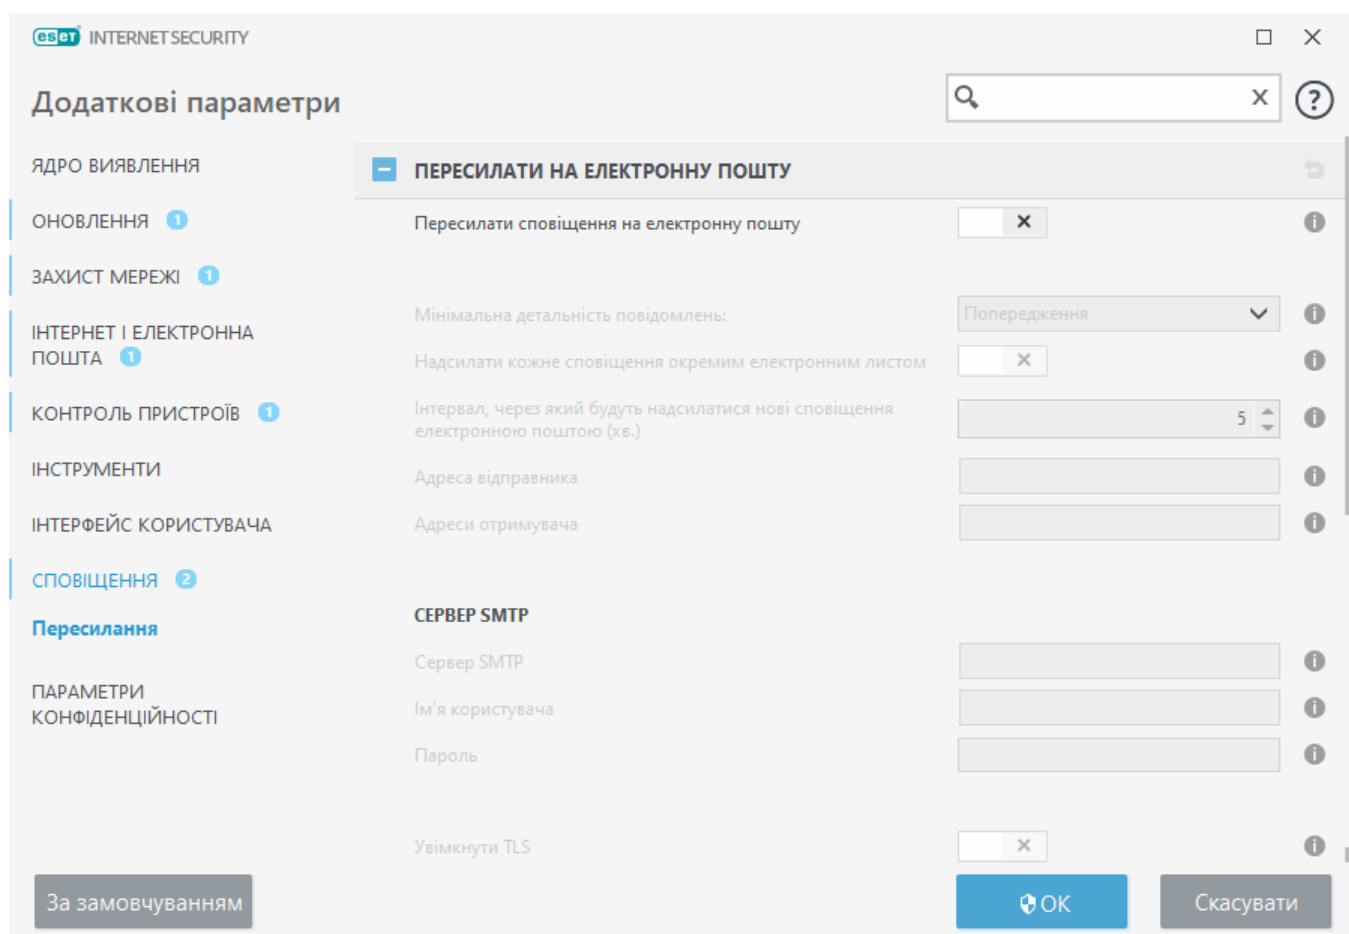 eset INTERNET SECURITY
Додаткові параметри
x
?
ЯДРО ВИЯВЛЕННЯ
ОНОВЛЕННЯ 1
ЗАХИСТ МЕРЕЖІ 1
ІНТЕРНЕТ І ЕЛЕКТРОННА
ПОШТА 1
КОНТРОЛЬ ПРИСТРОЇВ 1
ІНСТРУМЕНТИ
ІНТЕРФЕЙС КОРИСТУВАЧА
СПОВІЩЕННЯ 2
Пересилання
ПАРАМЕТРИ
КОНФІДЕНЦІЙНОСТІ
ПЕРЕСИЛАТИ НА ЕЛЕКТРОННУ ПОШТУ
Пересилати сповіщення на електронну пошту
Мінімальна детальність повідомлень: Попередження
Надсилати кожне сповіщення окремим електронним листом
Інтервал, через який будуть надсилатися нові сповіщення
електронною поштою (хв.) 5
Адреса відправника
Адреси отримувача
СЕРВЕР SMTP
Сервер SMTP
Ім'я користувача
Пароль
Увімкнути TLS
За замовчуванням
OK
Скасувати